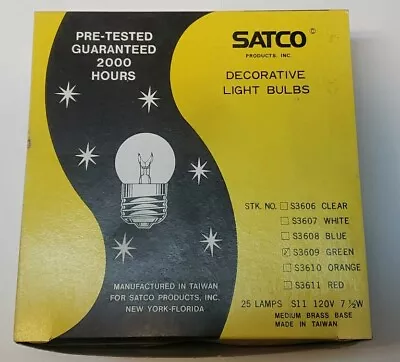 PRE-TESTED
GUARANTEED
2000
HOURS
SATCO ©
PRODUCTS, INC.
DECORATIVE
LIGHT BULBS
STK. NO. S3606 CLEAR
S3607 WHITE
S3608 BLUE
S3609 GREEN
S3610 ORANGE
S3611 RED
25 LAMPS S11 120V 7 ½W
MEDIUM BRASS BASE
MADE IN TAIWAN
MANUFACTURED IN TAIWAN
FOR SATCO PRODUCTS, INC.
NEW YORK-FLORIDA